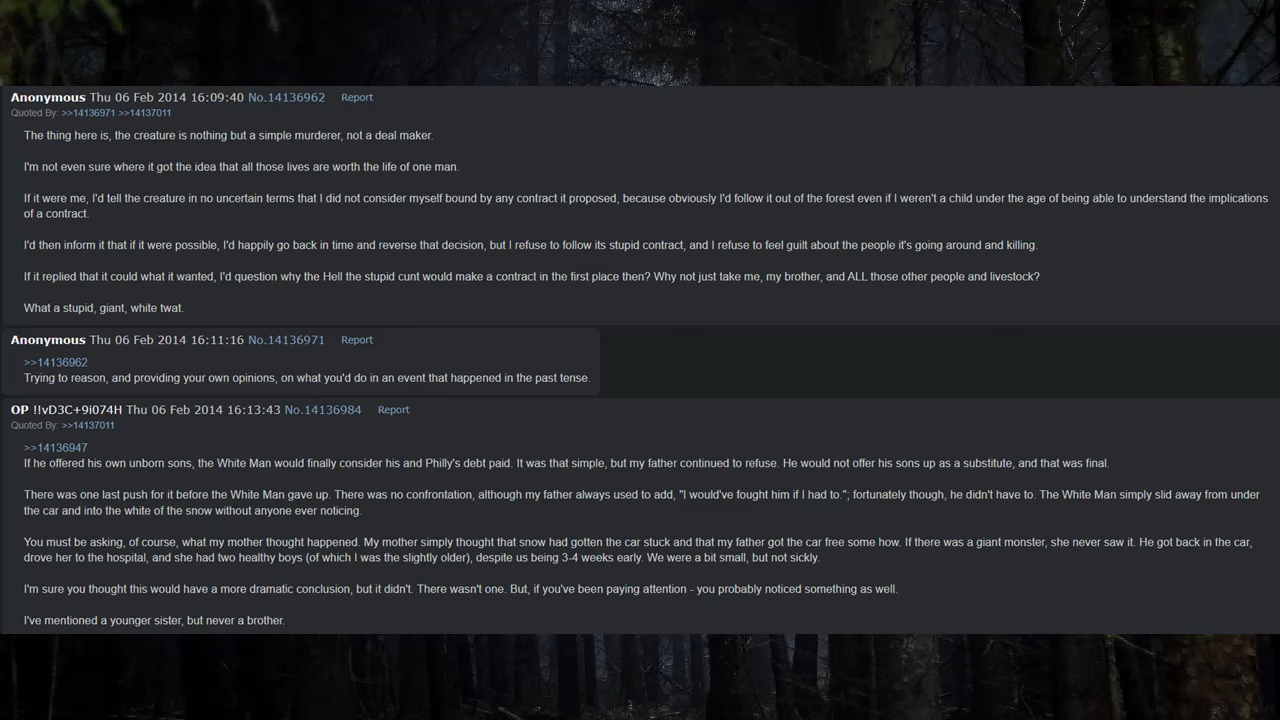 Anonymous Thu 06 Feb 2014 16:09:40 No.14136962 Report
Quoted By: >>14136971 >>14137011
The thing here is, the creature is nothing but a simple murderer, not a deal maker.
I'm not even sure where it got the idea that all those lives are worth the life of one man.
If it were me, I'd tell the creature in no uncertain terms that I did not consider myself bound by any contract it proposed, because obviously I'd follow it out of the forest even if I weren't a child under the age of being able to understand the implications
of a contract.
I'd then inform it that if it were possible, I'd happily go back in time and reverse that decision, but I refuse to follow its stupid contract, and I refuse to feel guilt about the people it's going around and killing.
If it replied that it could what it wanted, I'd question why the Hell the stupid cunt would make a contract in the first place then? Why not just take me, my brother, and ALL those other people and livestock?
What a stupid, giant, white twat.
Anonymous Thu 06 Feb 2014 16:11:16 No.14136971 Report
>>14136962
Trying to reason, and providing your own opinions, on what you'd do in an event that happened in the past tense.
OP !!vD3C+9i074H Thu 06 Feb 2014 16:13:43 No.14136984 Report
Quoted By: >>14137011
>>14136947
If he offered his own unborn sons, the White Man would finally consider his and Philly's debt paid. It was that simple, but my father continued to refuse. He would not offer his sons up as a substitute, and that was final.
There was one last push for it before the White Man gave up. There was no confrontation, although my father always used to add, "I would've fought him if I had to."; fortunately though, he didn't have to. The White Man simply slid away from under
the car and into the white of the snow without anyone ever noticing.
You must be asking, of course, what my mother thought happened. My mother simply thought that snow had gotten the car stuck and that my father got the car free some how. If there was a giant monster, she never saw it. He got back in the car,
drove her to the hospital, and she had two healthy boys (of which I was the slightly older), despite us being 3-4 weeks early. We were a bit small, but not sickly.
I'm sure you thought this would have a more dramatic conclusion, but it didn't. There wasn't one. But, if you've been paying attention - you probably noticed something as well.
I've mentioned a younger sister, but never a brother.